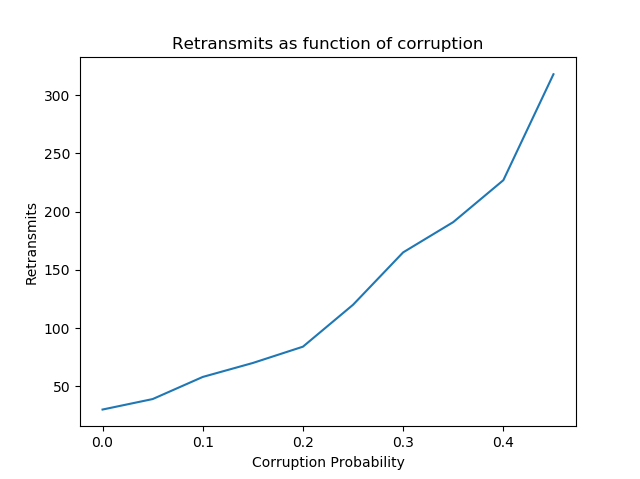 Retransmits as function of corruption
300
250
200
150
100
50
Retransmits
0.0 0.1 0.2 0.3 0.4
Corruption Probability